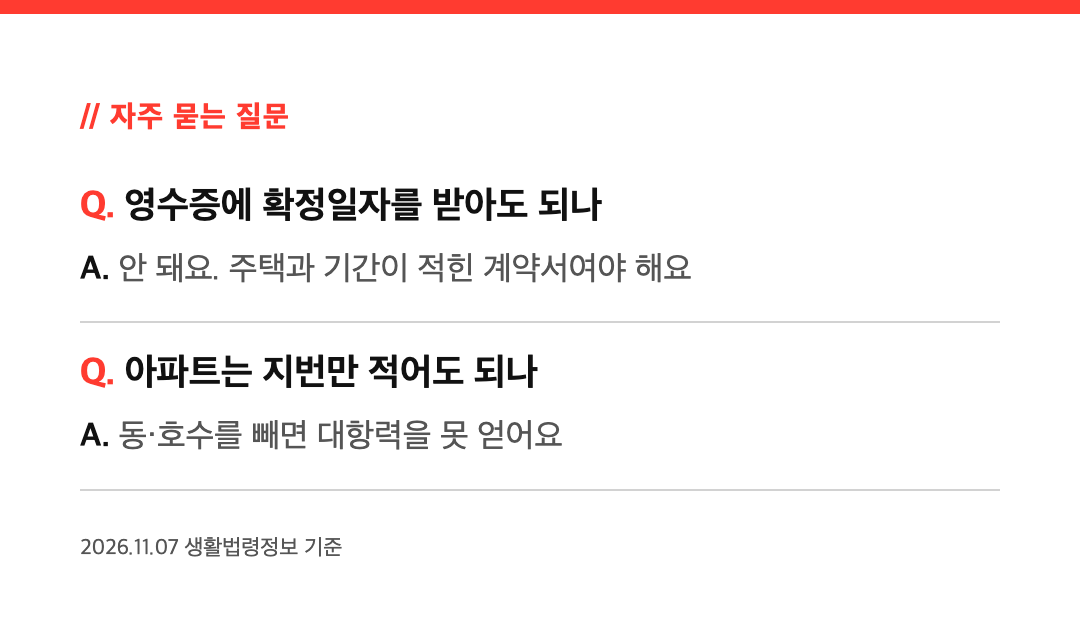 // 자주 묻는 질문
Q. 영수증에 확정일자를 받아도 되나
A. 안 돼요. 주택과 기간이 적힌 계약서여야 해요
Q. 아파트는 지번만 적어도 되나
A. 동·호수를 빼면 대항력을 못 얻어요
2026.11.07 생활법령정보 기준